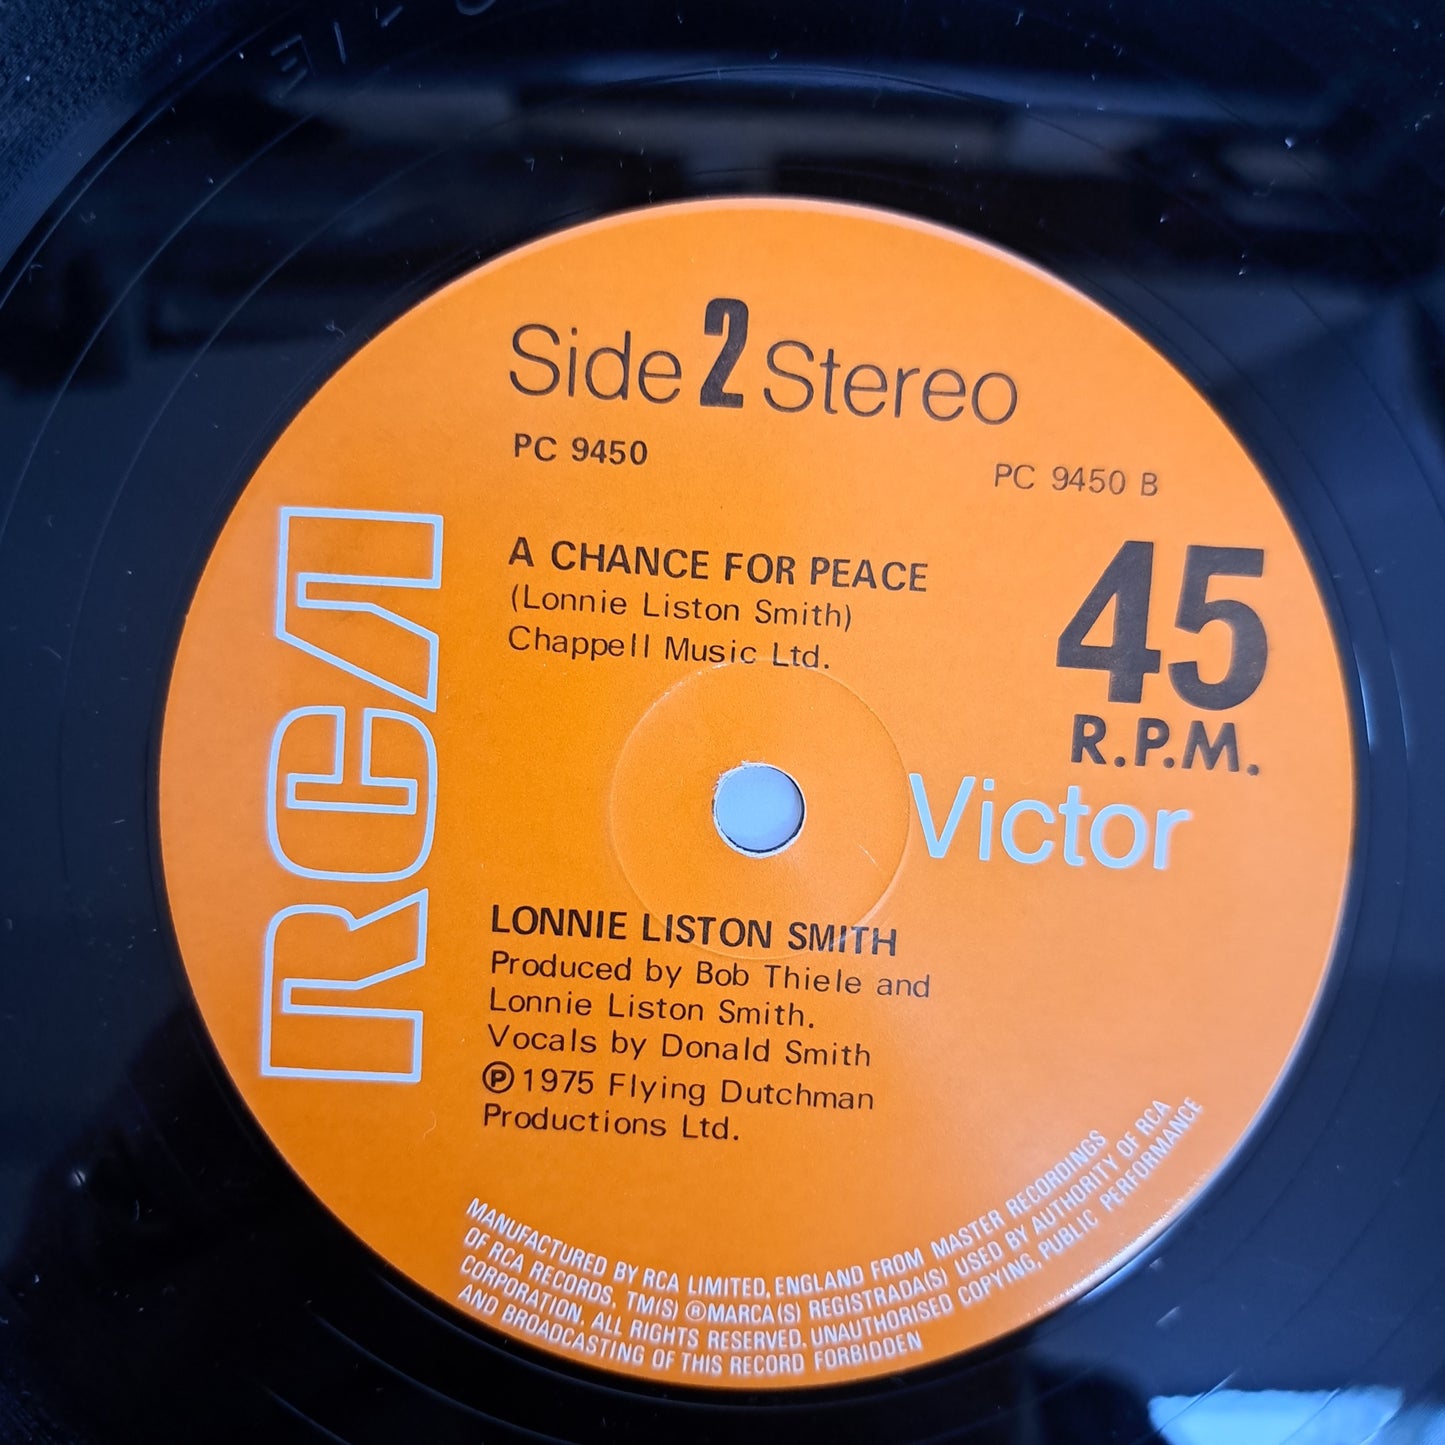 Side 2 Stereo
PC 9450
PC 9450 B
A CHANCE FOR PEACE
(Lonnie Liston Smith)
Chappell Music Ltd.
45
R.P.M.
RCA
Victor
LONNIE LISTON SMITH
Produced by Bob Thiele and
Lonnie Liston Smith.
Vocals by Donald Smith
Ⓟ 1975 Flying Dutchman
Productions Ltd.
MANUFACTURED BY RCA LIMITED, ENGLAND FROM MASTER RECORDINGS
OF RCA RECORDS. TM(S) ® MARCA(S) REGISTRADA(S) USED BY AUTHORITY OF RCA
CORPORATION. ALL RIGHTS RESERVED. UNAUTHORISED COPYING, PUBLIC PERFORMANCE
AND BROADCASTING OF THIS RECORD FORBIDDEN